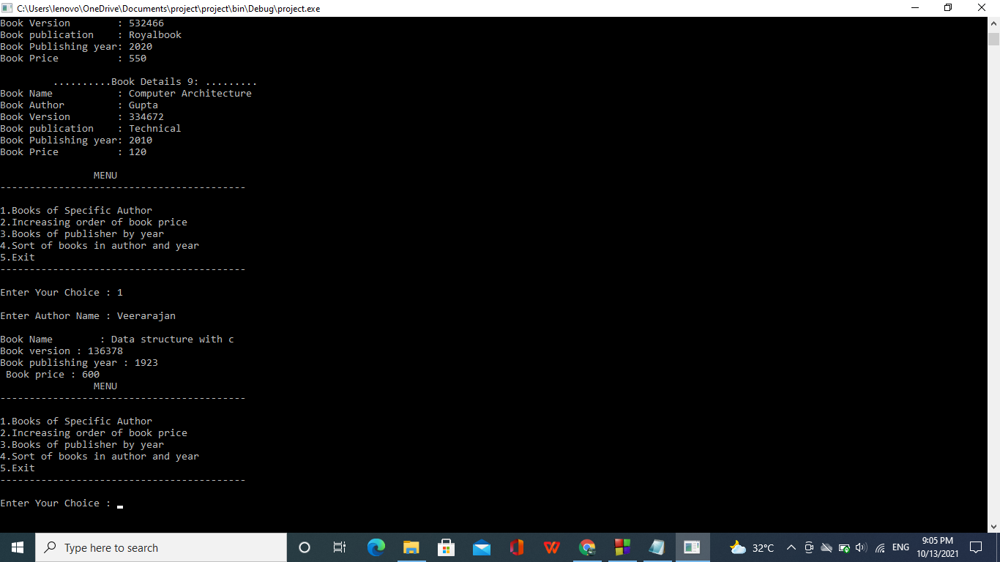 C:\Users\lenovo\OneDrive\Documents\project\project\bin\Debug\project.exe
Book Version        : 532466
Book publication    : Royalbook
Book Publishing year: 2020
Book Price          : 550
..........Book Details 9: .........
Book Name           : Computer Architecture
Book Author         : Gupta
Book Version        : 334672
Book publication    : Technical
Book Publishing year: 2010
Book Price          : 120
MENU
------------------------------------------
1.Books of Specific Author
2.Increasing order of book price
3.Books of publisher by year
4.Sort of books in author and year
5.Exit
------------------------------------------
Enter Your Choice : 1
Enter Author Name : Veerarajan
Book Name        : Data structure with c
Book version : 136378
Book publishing year : 1923
Book price : 600
MENU
------------------------------------------
1.Books of Specific Author
2.Increasing order of book price
3.Books of publisher by year
4.Sort of books in author and year
5.Exit
------------------------------------------
Enter Your Choice :
Type here to search
32°C
ENG
9:05 PM
10/13/2021